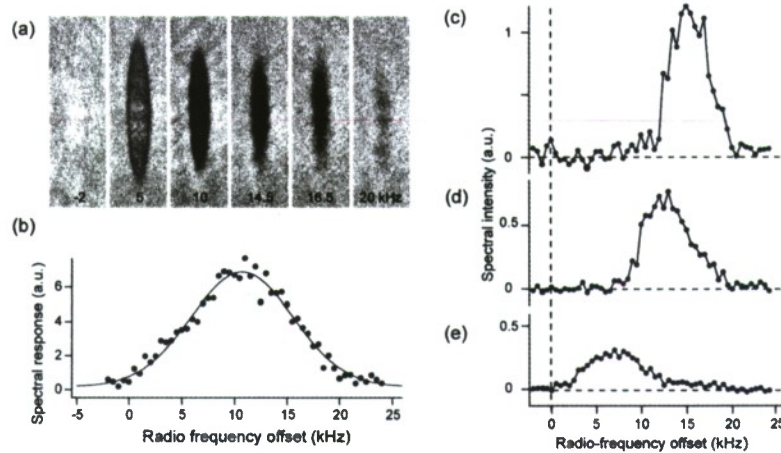 (a)
-2
5
10
14.5
16.5
20 kHz
(b)
Spectral response (a.u.)
6
4
2
0
-5
0
5
10
15
20
25
Radio frequency offset (kHz)
(c)
1
0
(d)
0.5
0
(e)
0.5
0
Spectral intensity (a.u.)
0
5
10
15
20
25
Radio-frequency offset (kHz)